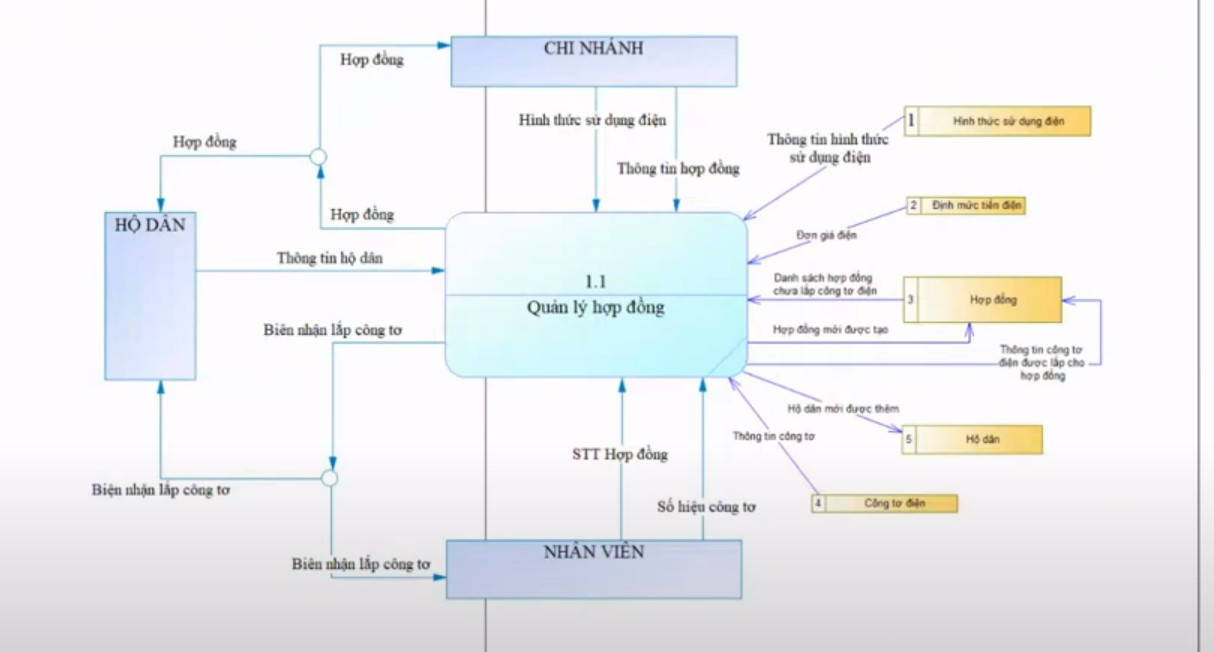 CHI NHÁNH
Hợp đồng
Hình thức sử dụng điện
1 Hình thức sử dụng điện
Hợp đồng
Thông tin hình thức
sử dụng điện
Thông tin hợp đồng
2 Định mức tiền điện
HỘ DÂN
Hợp đồng
Đơn giá điện
Thông tin hộ dân
1.1
Quản lý hợp đồng
Danh sách hợp đồng
chưa lắp công tơ điện
3 Hợp đồng
Biên nhận lắp công tơ
Hợp đồng mới được tạo
Thông tin công tơ
điện được lắp cho
hợp đồng
Hộ dân mới được thêm
Thông tin công tơ
5 Hộ dân
STT Hợp đồng
Biện nhận lắp công tơ
Số hiệu công tơ
4 Công tơ điện
NHÂN VIÊN
Biên nhận lắp công tơ